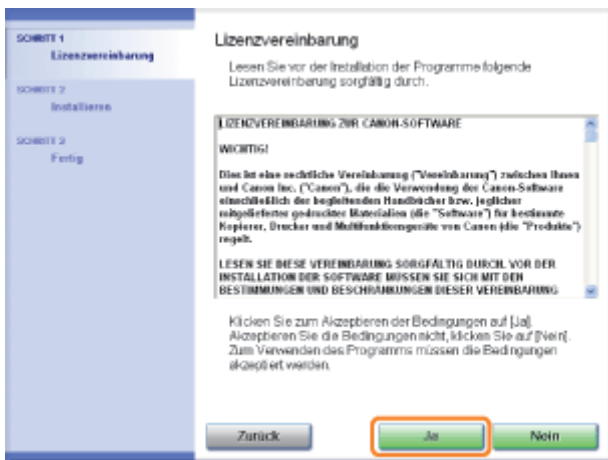 SCHRITT 1
Lizenzvereinbarung
SCHRITT 2
Installieren
SCHRITT 3
Fertig
Lizenzvereinbarung
Lesen Sie vor der Installation der Programme folgende
Lizenzvereinbarung sorgfältig durch.
LIZENZVEREINBARUNG ZUR CANON-SOFTWARE
WICHTIG!
Dies ist eine rechtliche Vereinbarung ("Vereinbarung") zwischen Ihnen
und Canon Inc. ("Canon"), die die Verwendung der Canon-Software
einschließlich der begleitenden Handbücher bzw. jeglicher
mitgelieferter gedruckter Materialien (die "Software") für bestimmte
Kopierer, Drucker und Multifunktionsgeräte von Canon (die "Produkte")
regelt.
LESEN SIE DIESE VEREINBARUNG SORGFÄLTIG DURCH. VOR DER
INSTALLATION DER SOFTWARE MÜSSEN SIE SICH MIT DEN
BESTIMMUNGEN UND BESCHRÄNKUNGEN DIESER VEREINBARUNG
Klicken Sie zum Akzeptieren der Bedingungen auf [Ja].
Akzeptieren Sie die Bedingungen nicht, klicken Sie auf [Nein].
Zum Verwenden des Programms müssen die Bedingungen
akzeptiert werden.
Zurück
Ja
Nein